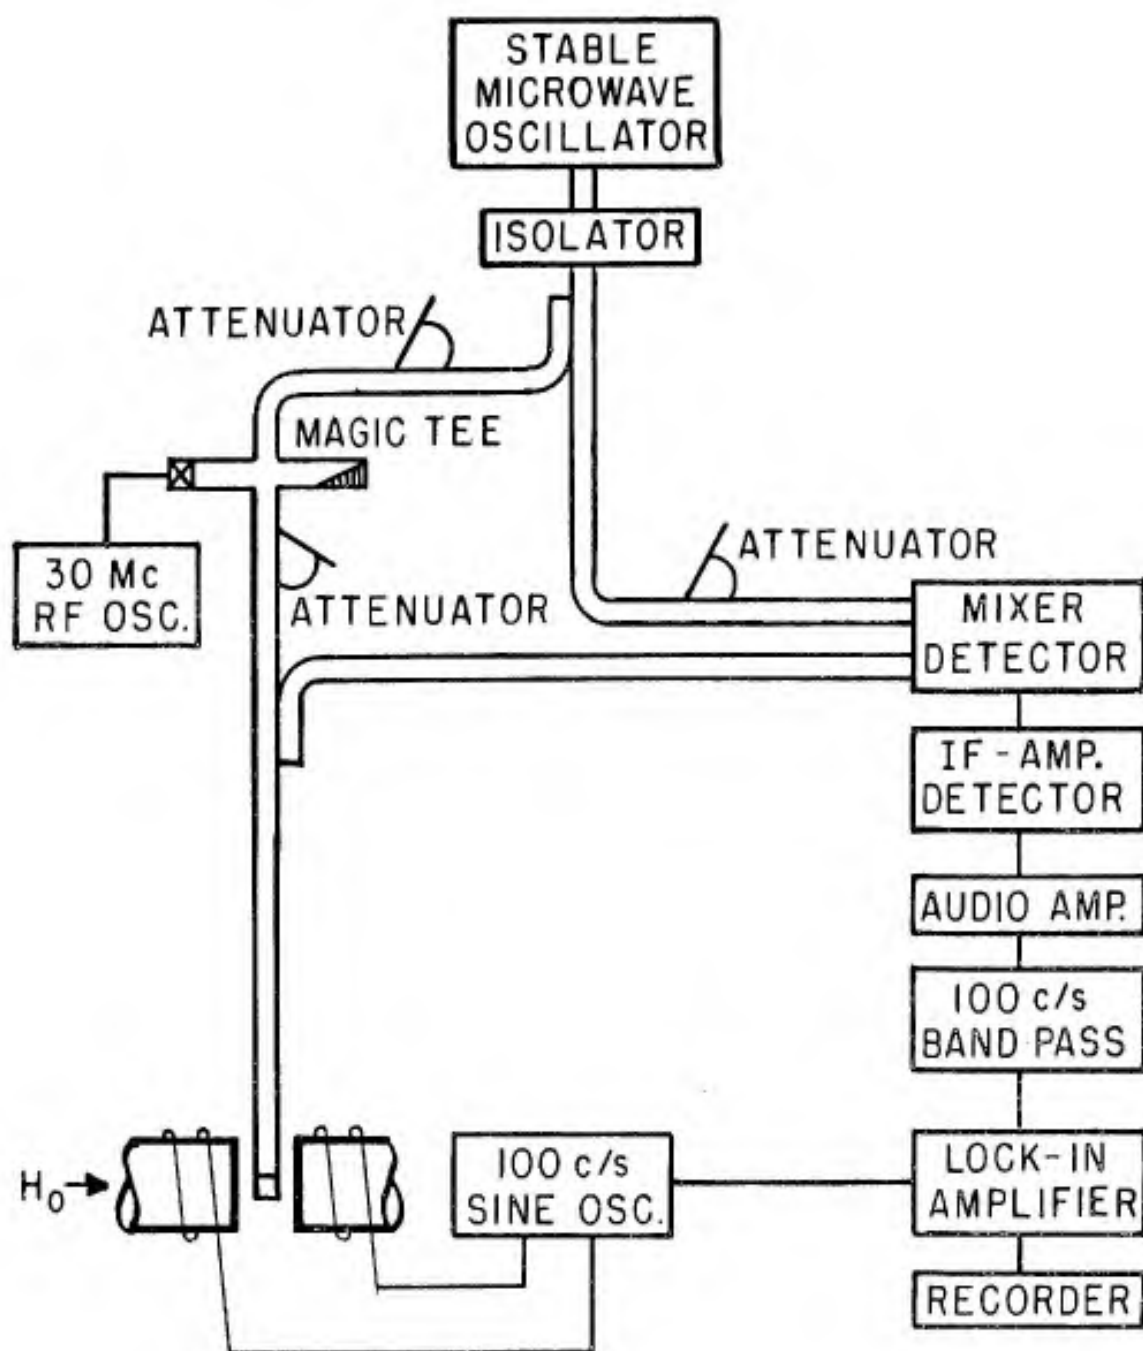 STABLE
MICROWAVE
OSCILLATOR
ISOLATOR
ATTENUATOR
MAGIC TEE
30 Mc
RF OSC.
ATTENUATOR
ATTENUATOR
MIXER
DETECTOR
IF-AMP.
DETECTOR
AUDIO AMP.
100 c/s
BAND PASS
H₀
100 c/s
SINE OSC.
LOCK-IN
AMPLIFIER
RECORDER